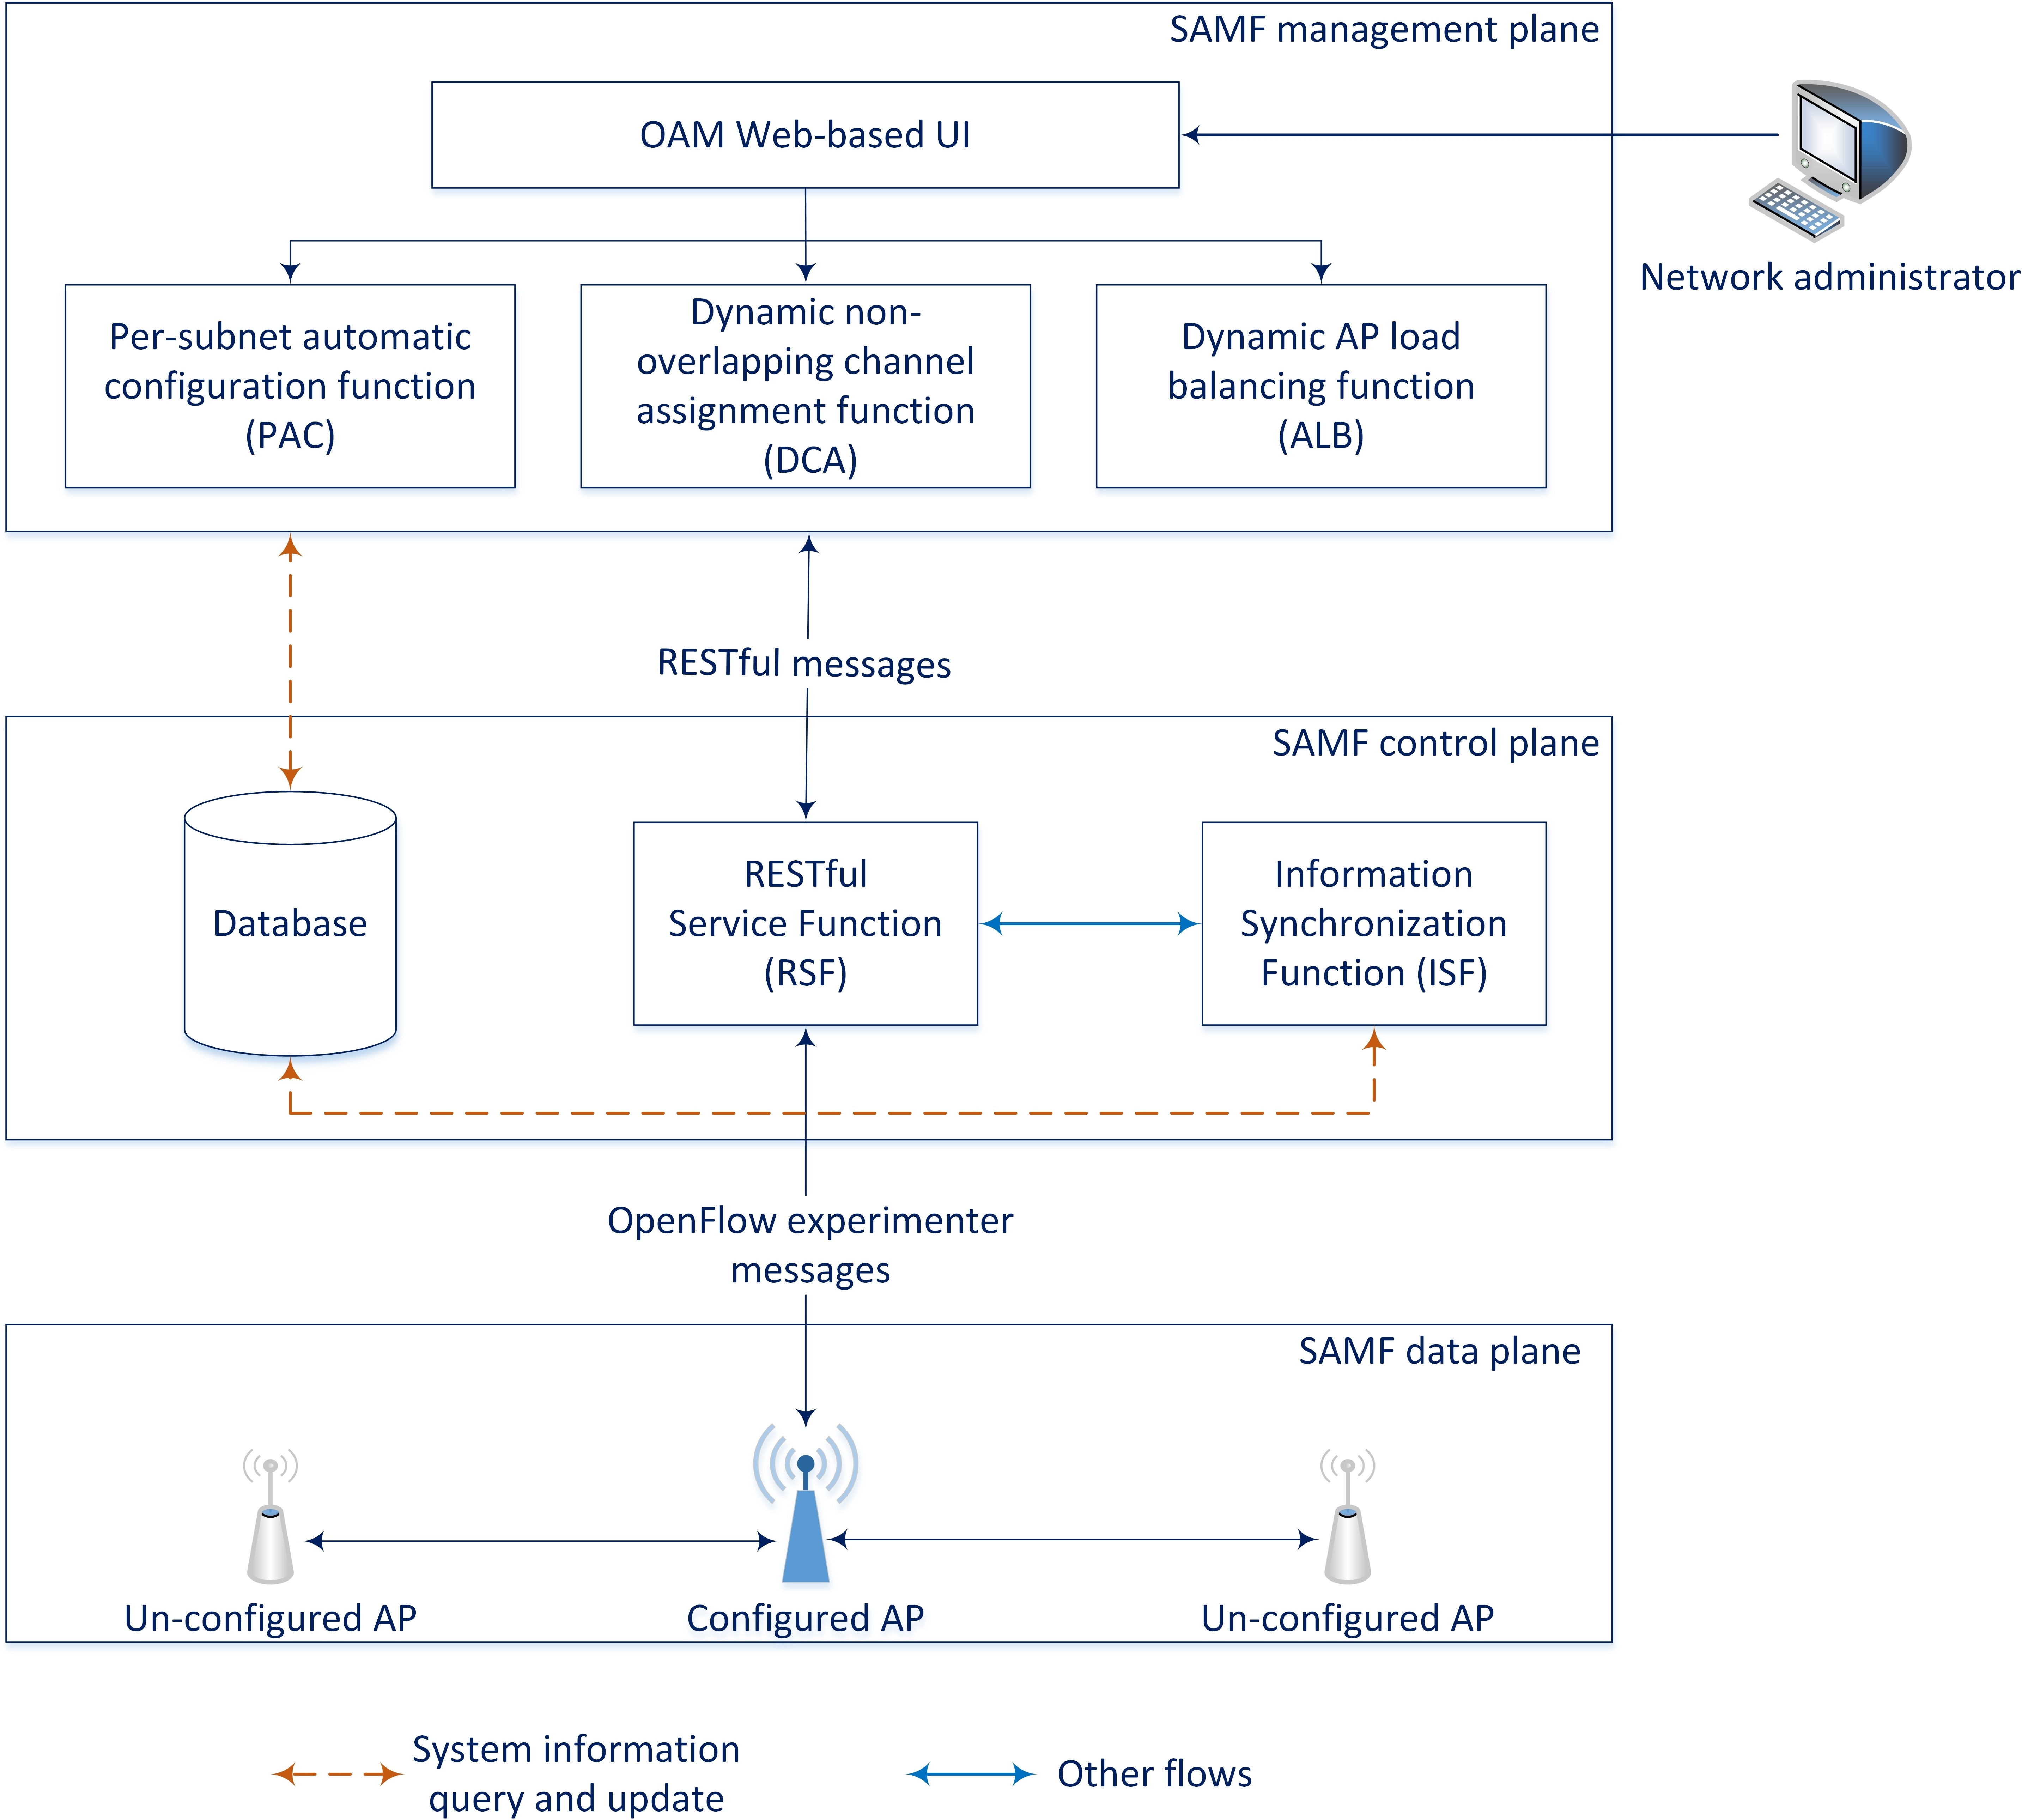 SAMF management plane
OAM Web-based UI
Network administrator
Per-subnet automatic
configuration function
(PAC)
Dynamic non-
overlapping channel
assignment function
(DCA)
Dynamic AP load
balancing function
(ALB)
RESTful messages
SAMF control plane
Database
RESTful
Service Function
(RSF)
Information
Synchronization
Function (ISF)
OpenFlow experimenter
messages
SAMF data plane
Un-configured AP
Configured AP
Un-configured AP
System information
query and update
Other flows